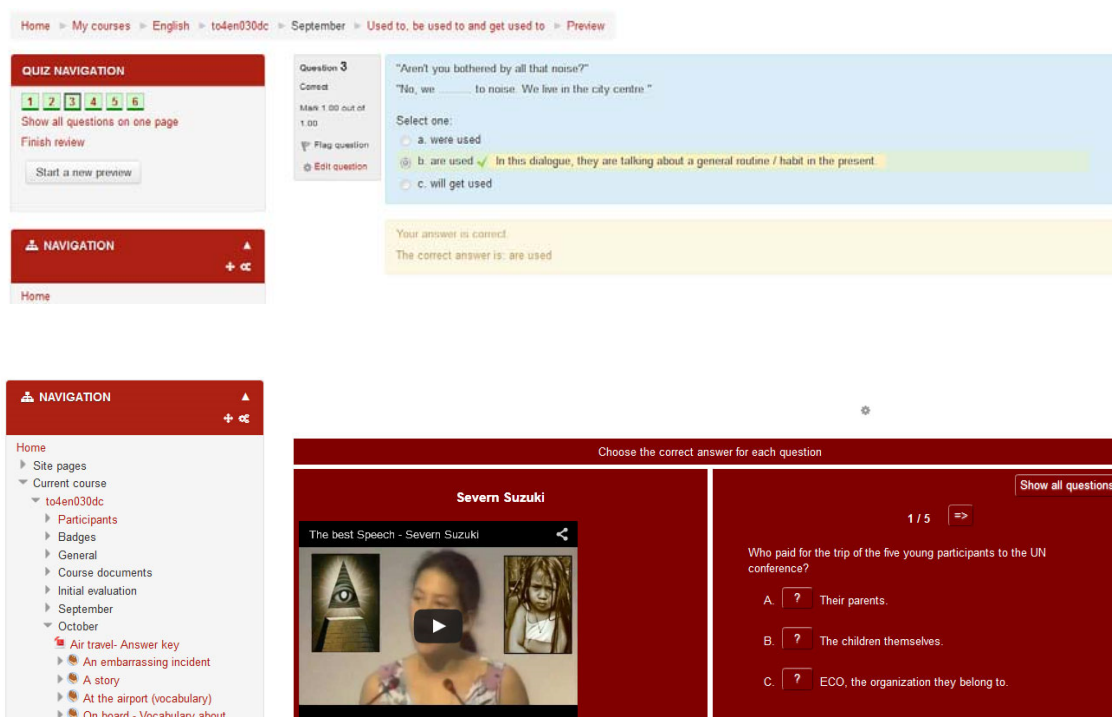 Home ► My courses ► English ► to4en030dc ► September ► Used to, be used to and get used to ► Preview
QUIZ NAVIGATION
1 2 3 4 5 6
Show all questions on one page
Finish review
Start a new preview
Question 3
Correct
Mark 1.00 out of
1.00
Flag question
Edit question
"Aren't you bothered by all that noise?"
"No, we ........... to noise. We live in the city centre."
Select one:
a. were used
b. are used ✓ In this dialogue, they are talking about a general routine / habit in the present.
c. will get used
Your answer is correct.
The correct answer is: are used
NAVIGATION
Home
NAVIGATION
Home
Site pages
Current course
to4en030dc
Participants
Badges
General
Course documents
Initial evaluation
September
October
Air travel- Answer key
An embarrassing incident
A story
At the airport (vocabulary)
On board - Vocabulary about
Choose the correct answer for each question
Severn Suzuki
The best Speech - Severn Suzuki
Show all questions
1 / 5 =>
Who paid for the trip of the five young participants to the UN
conference?
A. ? Their parents.
B. ? The children themselves.
C. ? ECO, the organization they belong to.